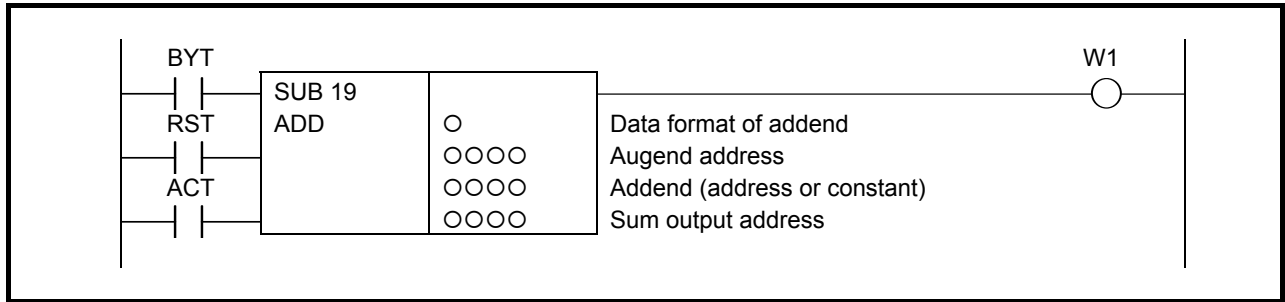 BYT W1
SUB 19
RST ADD ○ Data format of addend
○○○○ Augend address
ACT ○○○○ Addend (address or constant)
○○○○ Sum output address